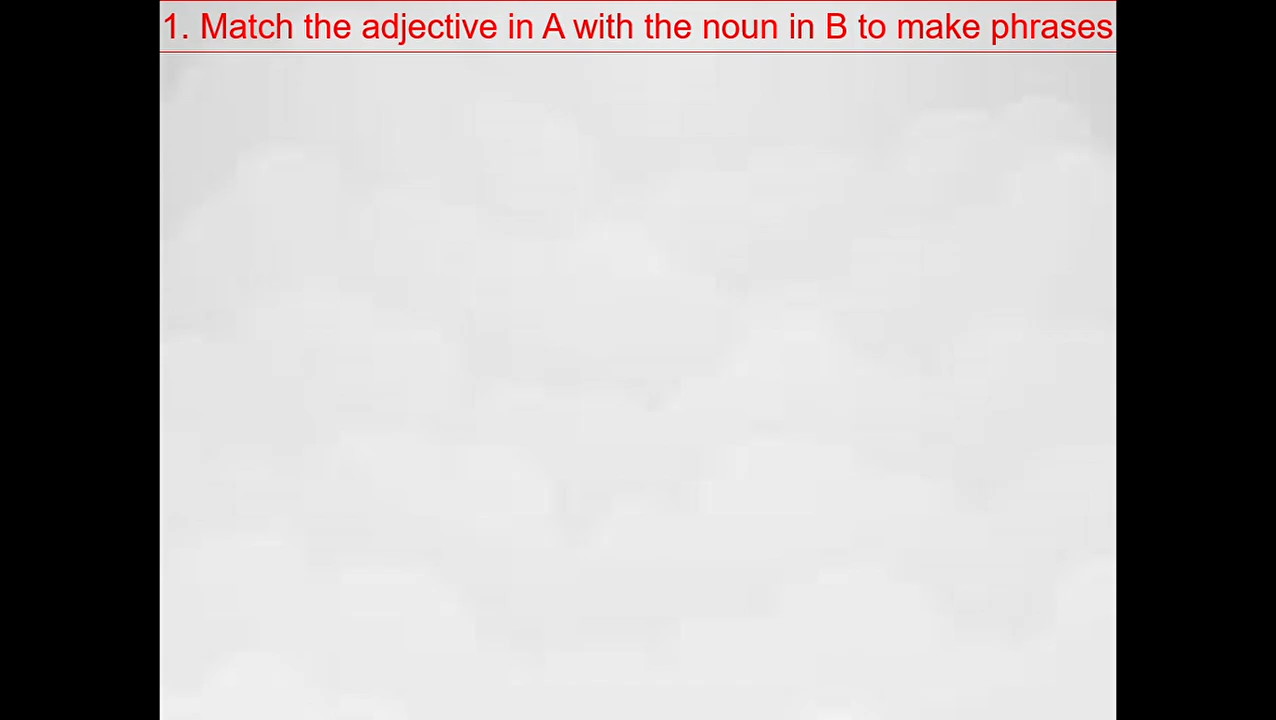 1. Match the adjective in A with the noun in B to make phrases